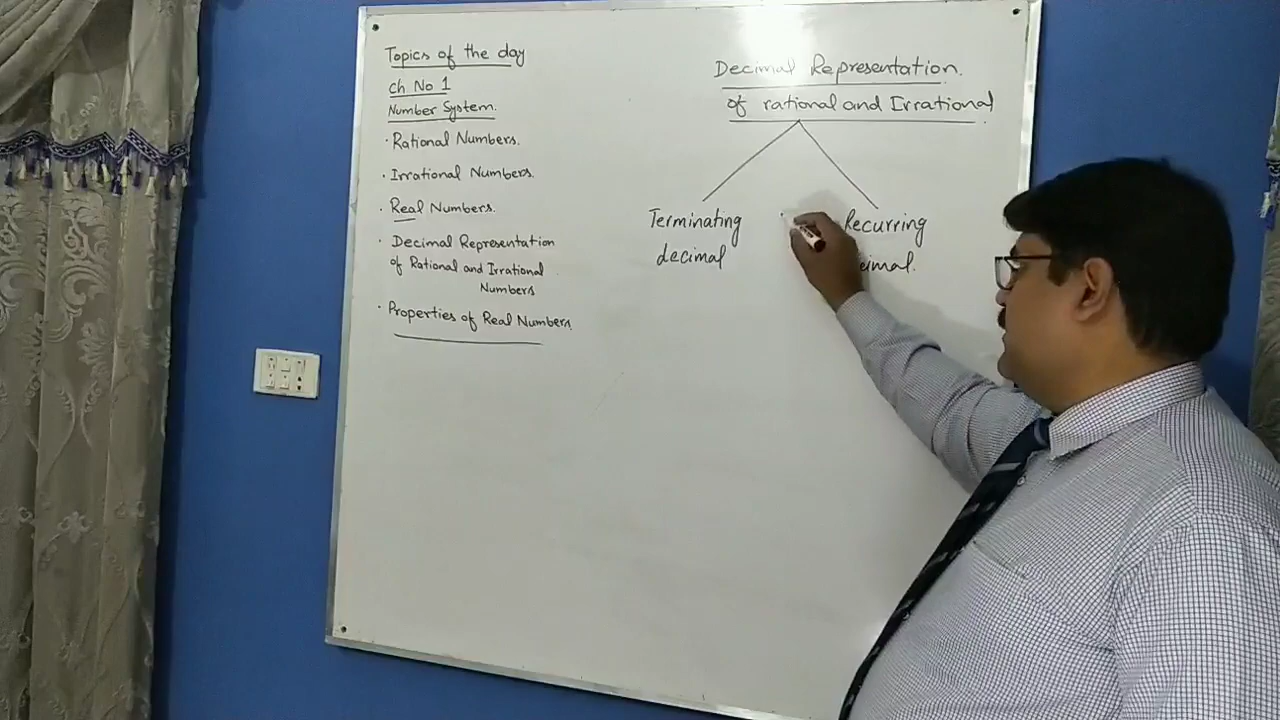 Topics of the day
ch No 1
Number System.
· Rational Numbers.
· Irrational Numbers.
· Real Numbers.
· Decimal Representation
of Rational and Irrational
Numbers
· Properties of Real Numbers.
Decimal Representation.
of rational and Irrational
Terminating
decimal
Recurring
imal.